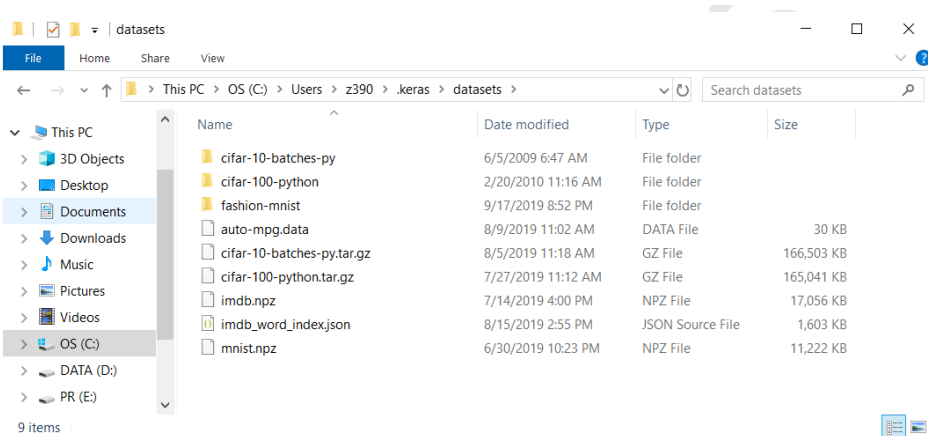 datasets
File Home Share View
This PC > OS (C:) > Users > z390 > .keras > datasets >
Search datasets
Name Date modified Type Size
This PC
3D Objects
Desktop
Documents
Downloads
Music
Pictures
Videos
OS (C:)
DATA (D:)
PR (E:)
cifar-10-batches-py 6/5/2009 6:47 AM File folder
cifar-100-python 2/20/2010 11:16 AM File folder
fashion-mnist 9/17/2019 8:52 PM File folder
auto-mpg.data 8/9/2019 11:02 AM DATA File 30 KB
cifar-10-batches-py.tar.gz 8/5/2019 11:18 AM GZ File 166,503 KB
cifar-100-python.tar.gz 7/27/2019 11:12 AM GZ File 165,041 KB
imdb.npz 7/14/2019 4:00 PM NPZ File 17,056 KB
imdb_word_index.json 8/15/2019 2:55 PM JSON Source File 1,603 KB
mnist.npz 6/30/2019 10:23 PM NPZ File 11,222 KB
9 items